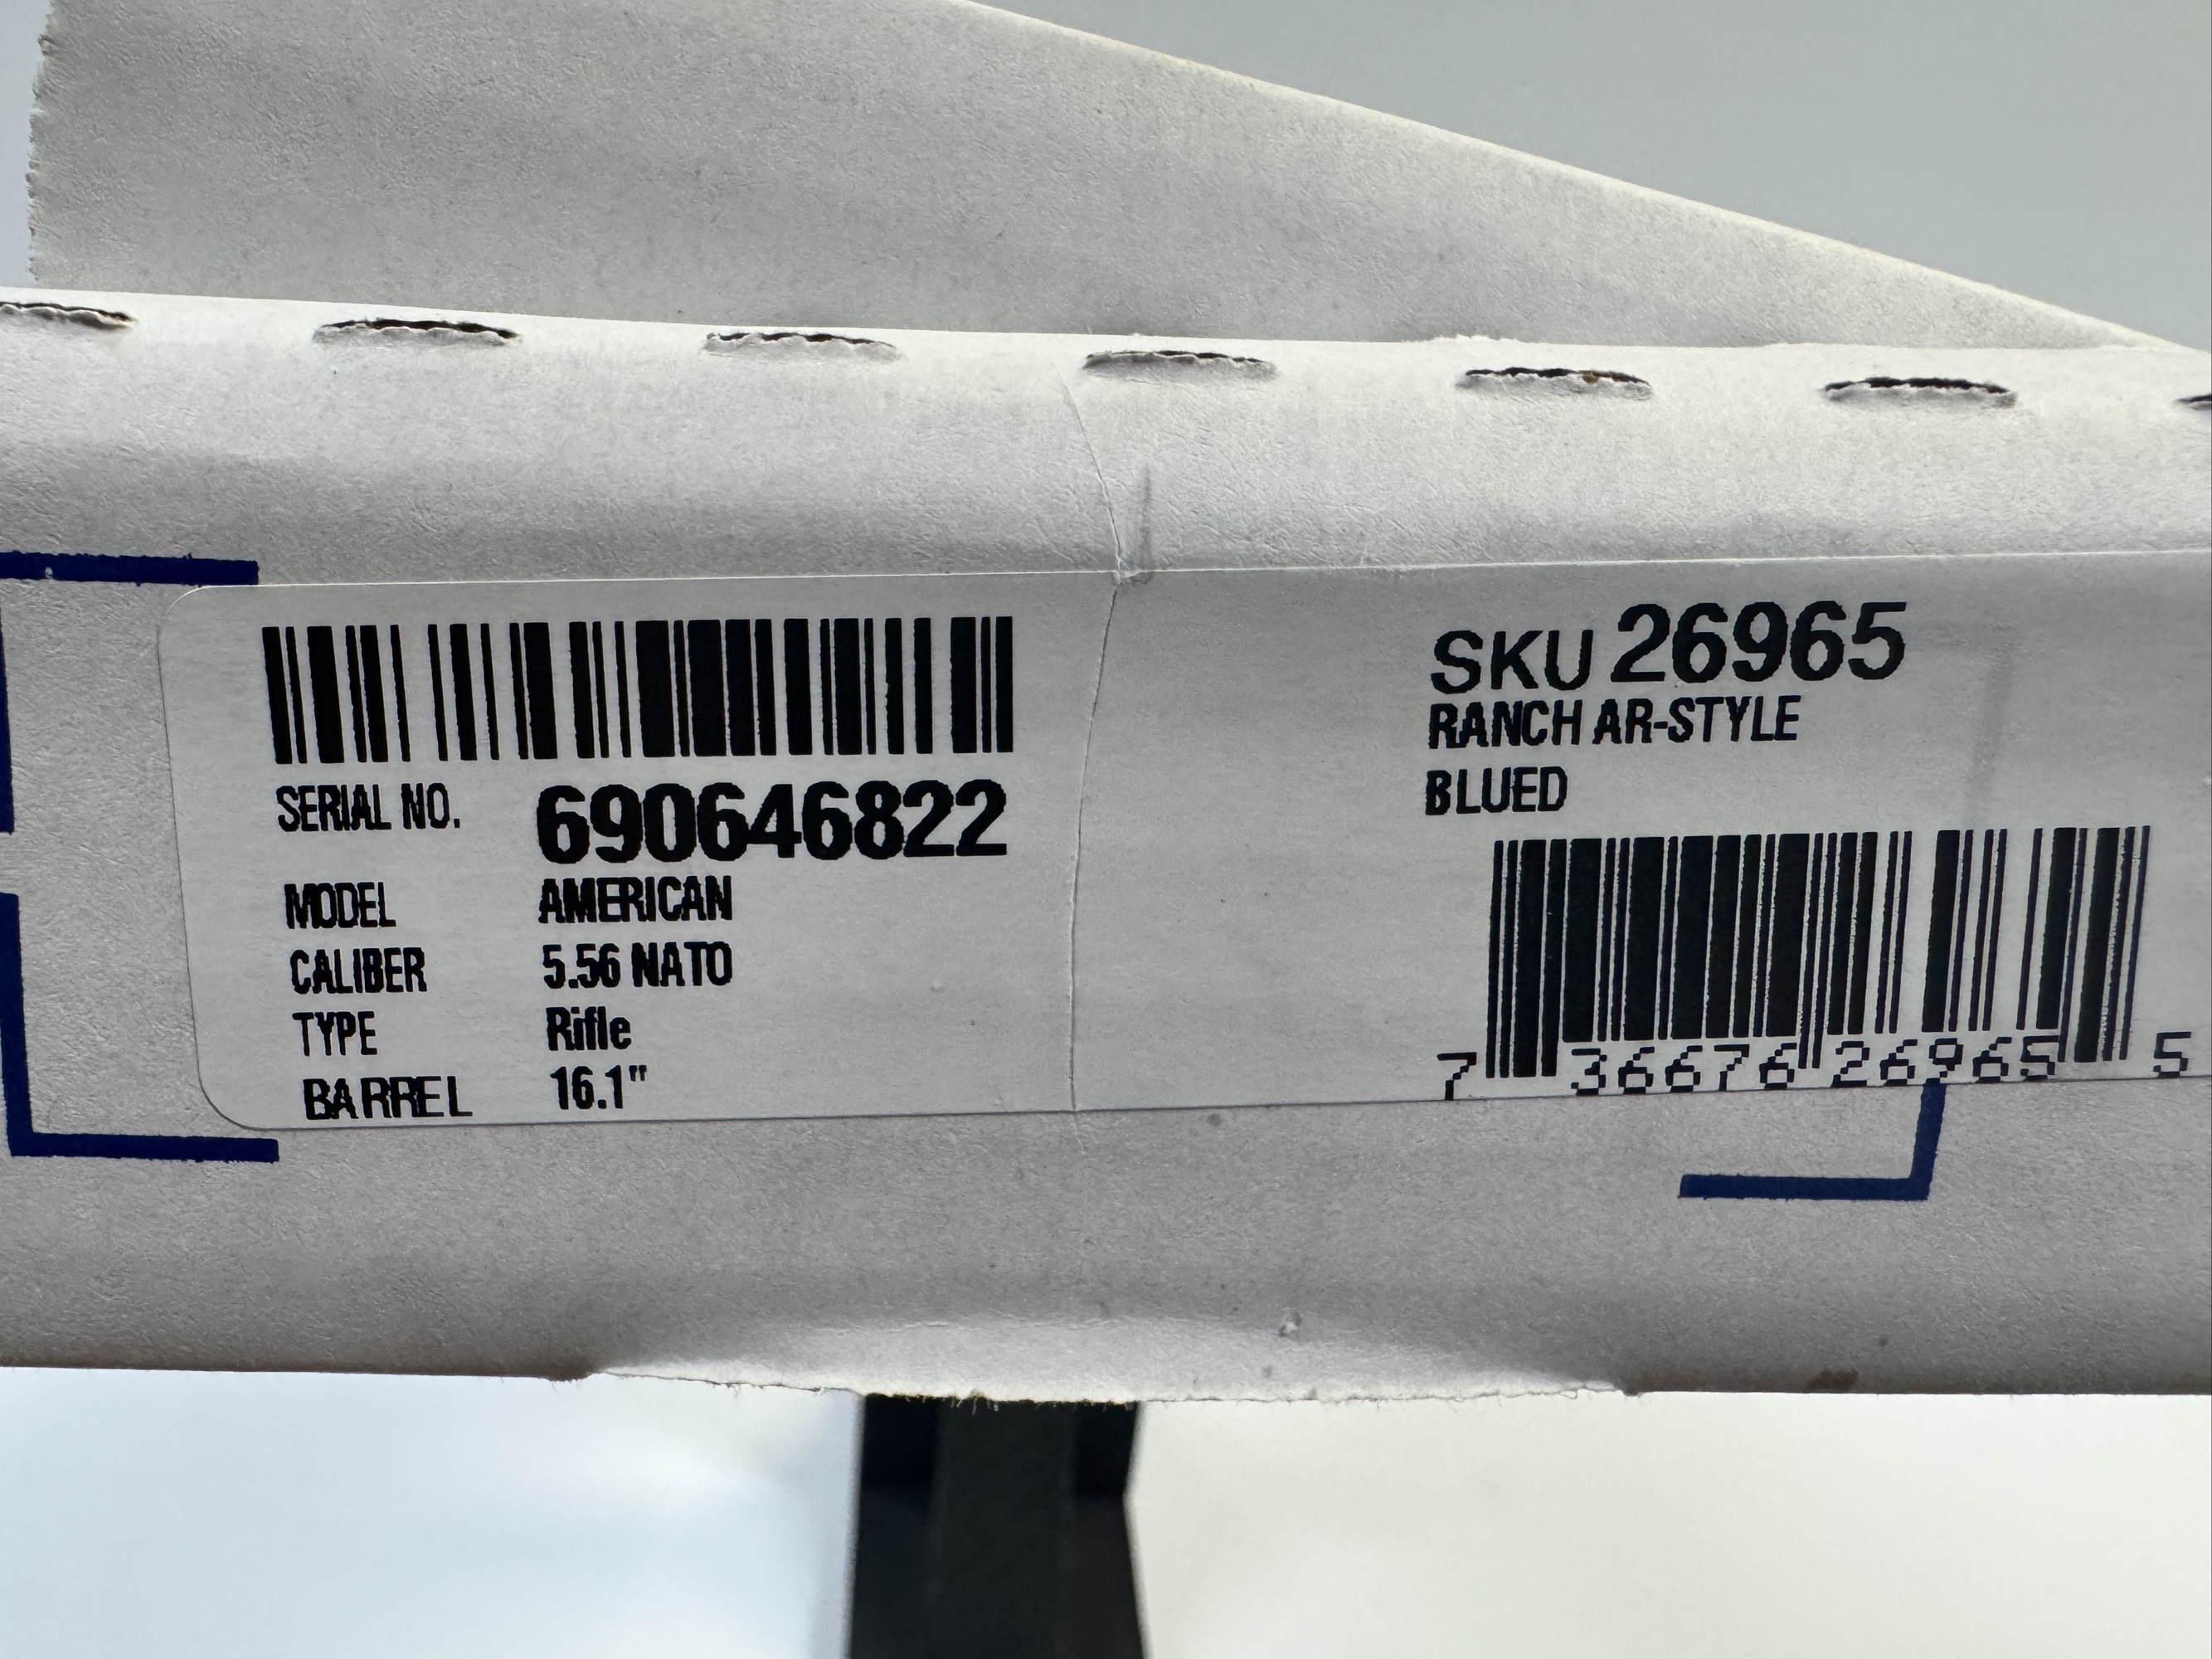 SERIAL NO. 690646822
MODEL AMERICAN
CALIBER 5.56 NATO
TYPE Rifle
BARREL 16.1"
SKU 26965
RANCH AR-STYLE
BLUED
7 36676 26965 5